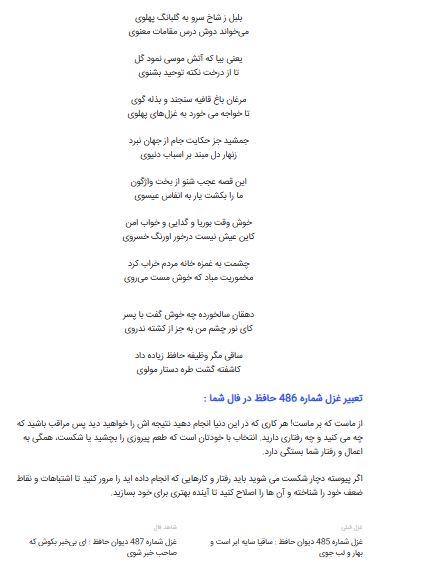 بلبل ز شاخ سرو به گلبانگ پهلوی
می‌خواند دوش درس مقامات معنوی
یعنی بیا که آتش موسی نمود گل
تا از درخت نکته توحید بشنوی
مرغان باغ قافیه سنجند و بذله گوی
تا خواجه می خورد به غزل‌های پهلوی
جمشید جز حکایت جام از جهان نبرد
زنهار دل مبند بر اسباب دنیوی
این قصه عجب شنو از بخت واژگون
ما را بکشت یار به انفاس عیسوی
خوش وقت بوریا و گدایی و خواب امن
کاین عیش نیست درخور اورنگ خسروی
چشمت به غمزه خانه مردم خراب کرد
مخموریت مباد که خوش مست می‌روی
دهقان سالخورده چه خوش گفت با پسر
کای نور چشم من به جز از کشته ندروی
ساقی مگر وظیفه حافظ زیاده داد
کاشفته گشت طره دستار مولوی
تعبیر غزل شماره 486 حافظ در فال شما :
از ماست که بر ماست! هر کاری که در این دنیا انجام دهید نتیجه اش را خواهید دید پس مراقب باشید که
چه می کنید و چه رفتاری دارید. انتخاب با خودتان است که طعم پیروزی را بچشید یا شکست، همگی به
اعمال و رفتار شما بستگی دارد.
اگر پیوسته دچار شکست می شوید باید رفتار و کارهایی که انجام داده اید را مرور کنید تا اشتباهات و نقاط
ضعف خود را شناخته و آن ها را اصلاح کنید تا آینده بهتری برای خود بسازید.
غزل قبلی
غزل شماره 485 دیوان حافظ : ساقیا سایه ابر است و
بهار و لب جوی
شاهد فال
غزل شماره 487 دیوان حافظ : ای بی‌خبر بکوش که
صاحب خبر شوی